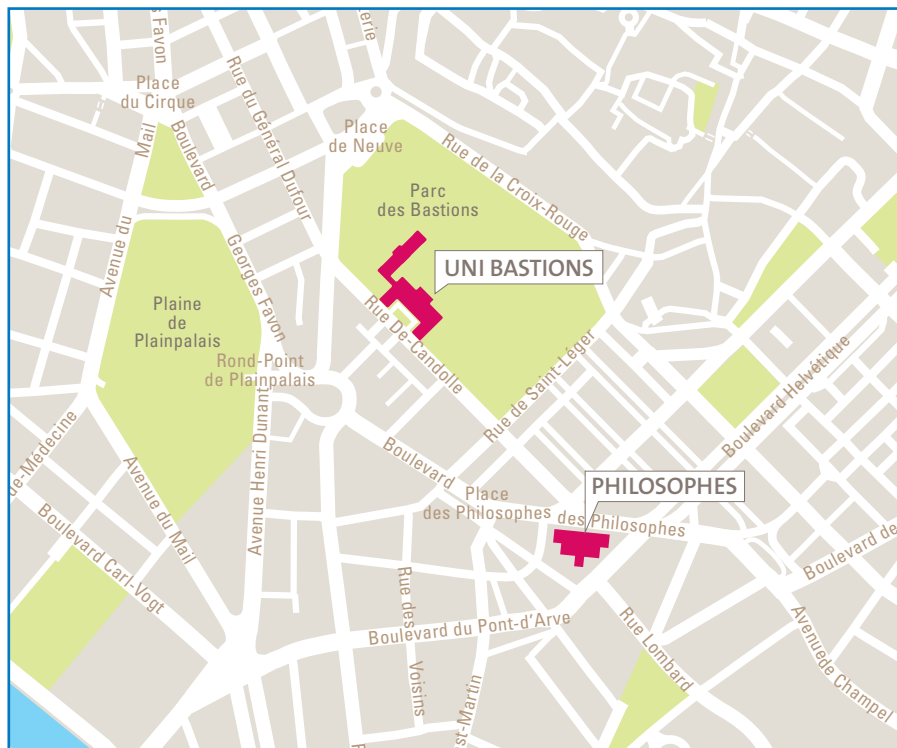 s Favon
erie
Place
du Cirque
Mail
Boulevard
Rue du Général Dufour
Place
de Neuve
Rue de la Croix-Rouge
Parc
des Bastions
Avenue du
Georges Favon
UNI BASTIONS
Plaine
de
Plainpalais
Rue De-Candolle
Rond-Point
de Plainpalais
Rue de Saint-Léger
Boulevard Helvétique
de-Médecine
Avenue du Mail
Avenue Henri Dunant
Boulevard
des Philosophes
PHILOSOPHES
Place
des Philosophes
Boulevard Carl-Vogt
Boulevard de
Rue des
Voisins
Boulevard du Pont-d'Arve
Rue Lombard
Avenuede Champel
st-Martin